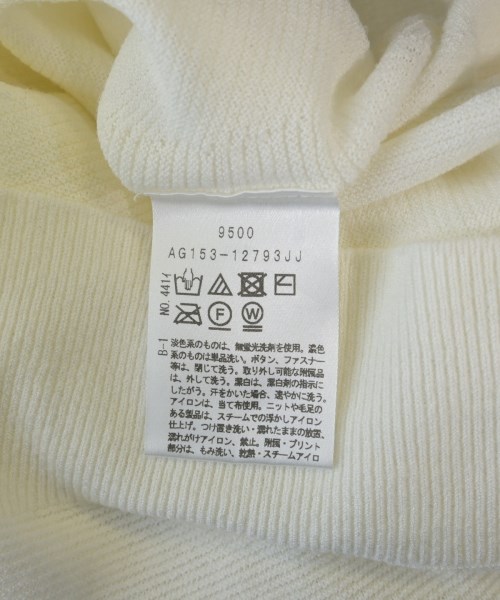 9500
AG153-12793JJ
NO.441イ
F W
B-1
淡色系のものは、無蛍光洗剤を使用。濃色
系のものは単品洗い。ボタン、ファスナー
等は、閉じて洗う。取り外し可能な附属品
は、外して洗う。漂白は、漂白剤の指示に
したがう。汗をかいた場合、速やかに洗う。
アイロンは、当て布使用。ニットや毛足の
ある製品は、スチームでの浮かしアイロン
仕上げ。つけ置き洗い・濡れたままの放置、
濡れがけアイロン、禁止。附属・プリント
部分は、もみ洗い、乾熱・スチームアイロ